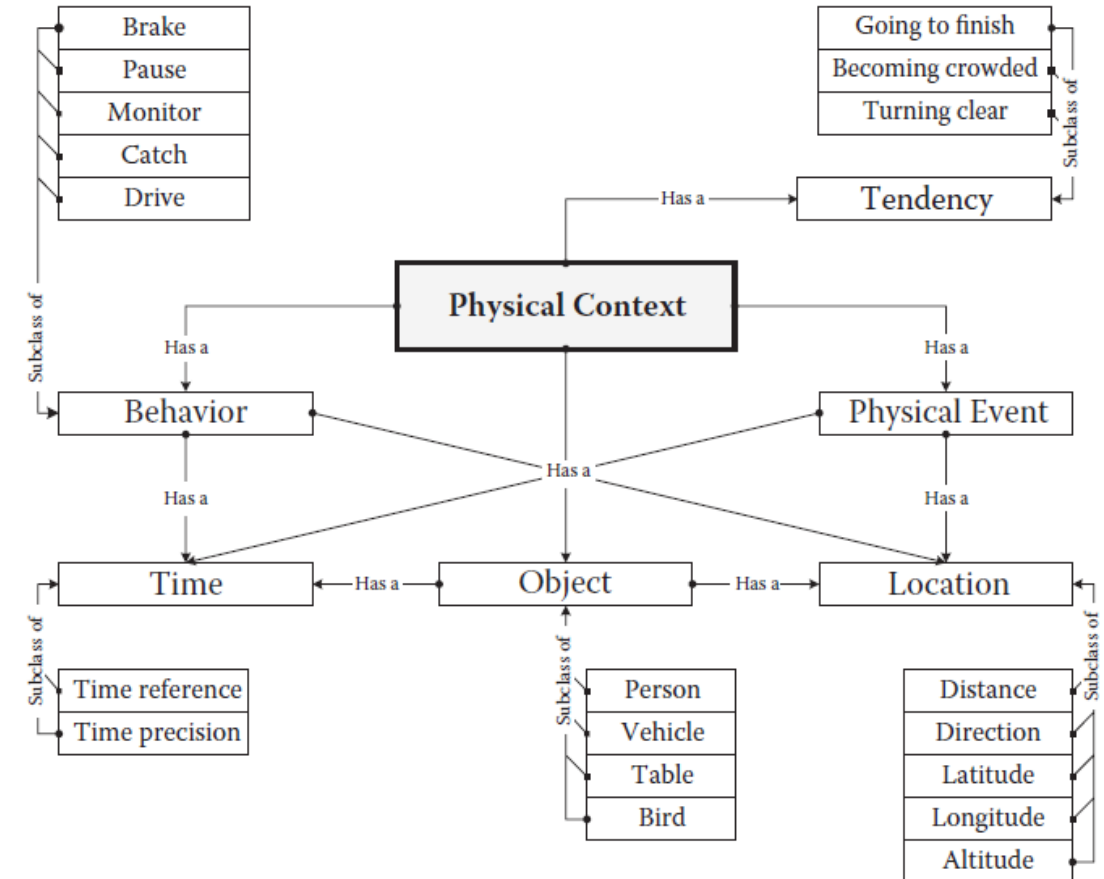 Brake
Pause
Monitor
Catch
Drive
Going to finish
Becoming crowded
Turning clear
Subclass of
Has a
Tendency
Physical Context
Subclass of
Has a
Has a
Behavior
Physical Event
Has a
Has a
Has a
Time
Has a
Object
Has a
Location
Subclass of
Subclass of
Subclass of
Time reference
Time precision
Person
Vehicle
Table
Bird
Distance
Direction
Latitude
Longitude
Altitude